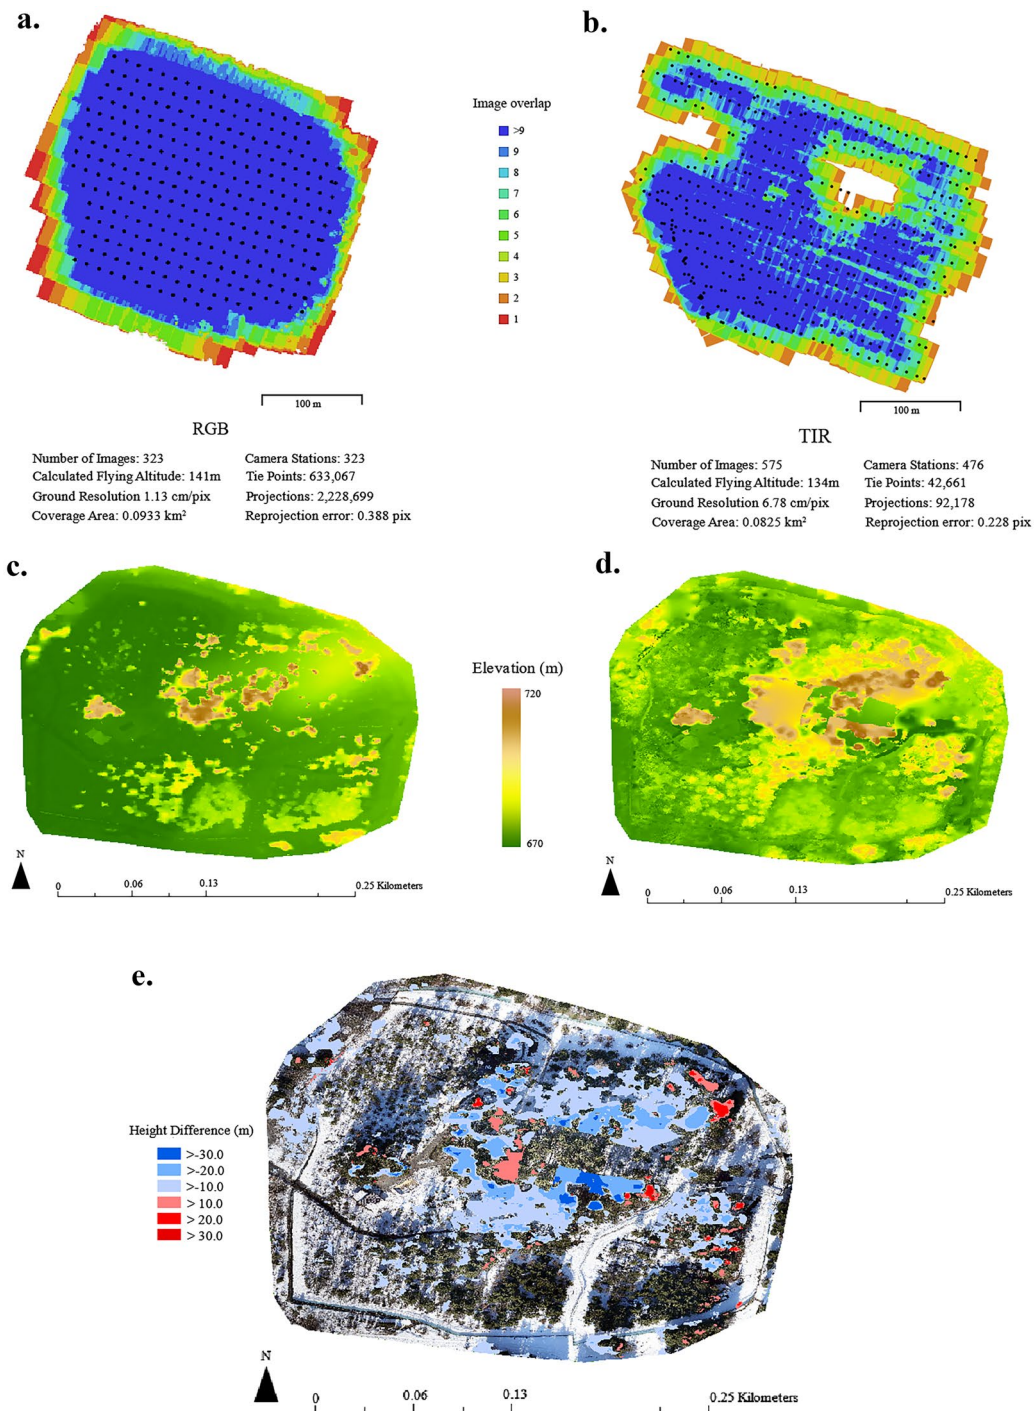 a.
b.
Image overlap
>9
9
8
7
6
5
4
3
2
1
100 m
100 m
RGB
Number of Images: 323
Camera Stations: 323
Calculated Flying Altitude: 141m
Tie Points: 633,067
Ground Resolution 1.13 cm/pix
Projections: 2,228,699
Coverage Area: 0.0933 km²
Reprojection error: 0.388 pix
TIR
Number of Images: 575
Camera Stations: 476
Calculated Flying Altitude: 134m
Tie Points: 42,661
Ground Resolution 6.78 cm/pix
Projections: 92,178
Coverage Area: 0.0825 km²
Reprojection error: 0.228 pix
c.
d.
Elevation (m)
720
670
N
0 0.06 0.13 0.25 Kilometers
N
0 0.06 0.13 0.25 Kilometers
e.
Height Difference (m)
>-30.0
>-20.0
>-10.0
> 10.0
> 20.0
> 30.0
N
0 0.06 0.13 0.25 Kilometers